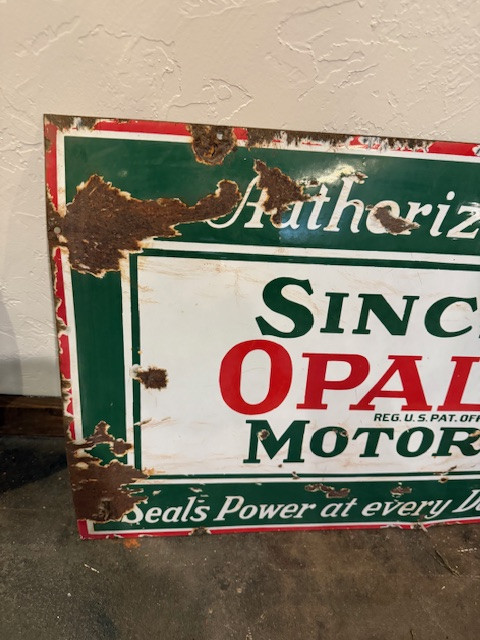 Authoriz
SINC
OPAL
REG. U.S. PAT. OFF
MOTOR
Seals Power at every D